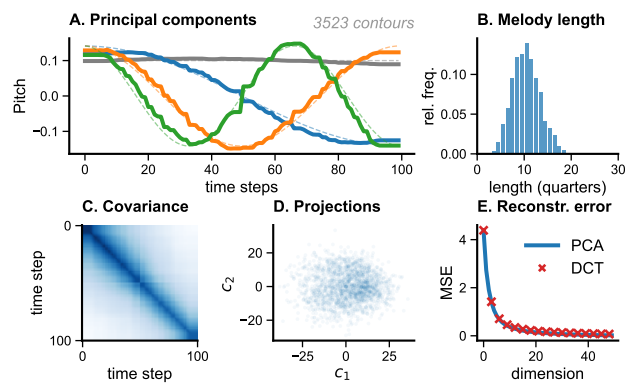 A. Principal components
3523 contours
Pitch
0.1
0.0
−0.1
0 20 40 60 80 100
time steps
B. Melody length
rel. freq.
0.10
0.05
0.00
0 10 20 30
length (quarters)
C. Covariance
time step
0
100
0 100
time step
D. Projections
c2
20
0
−20
−25 0 25
c1
E. Reconstr. error
MSE
4
2
0
PCA
DCT
0 20 40
dimension